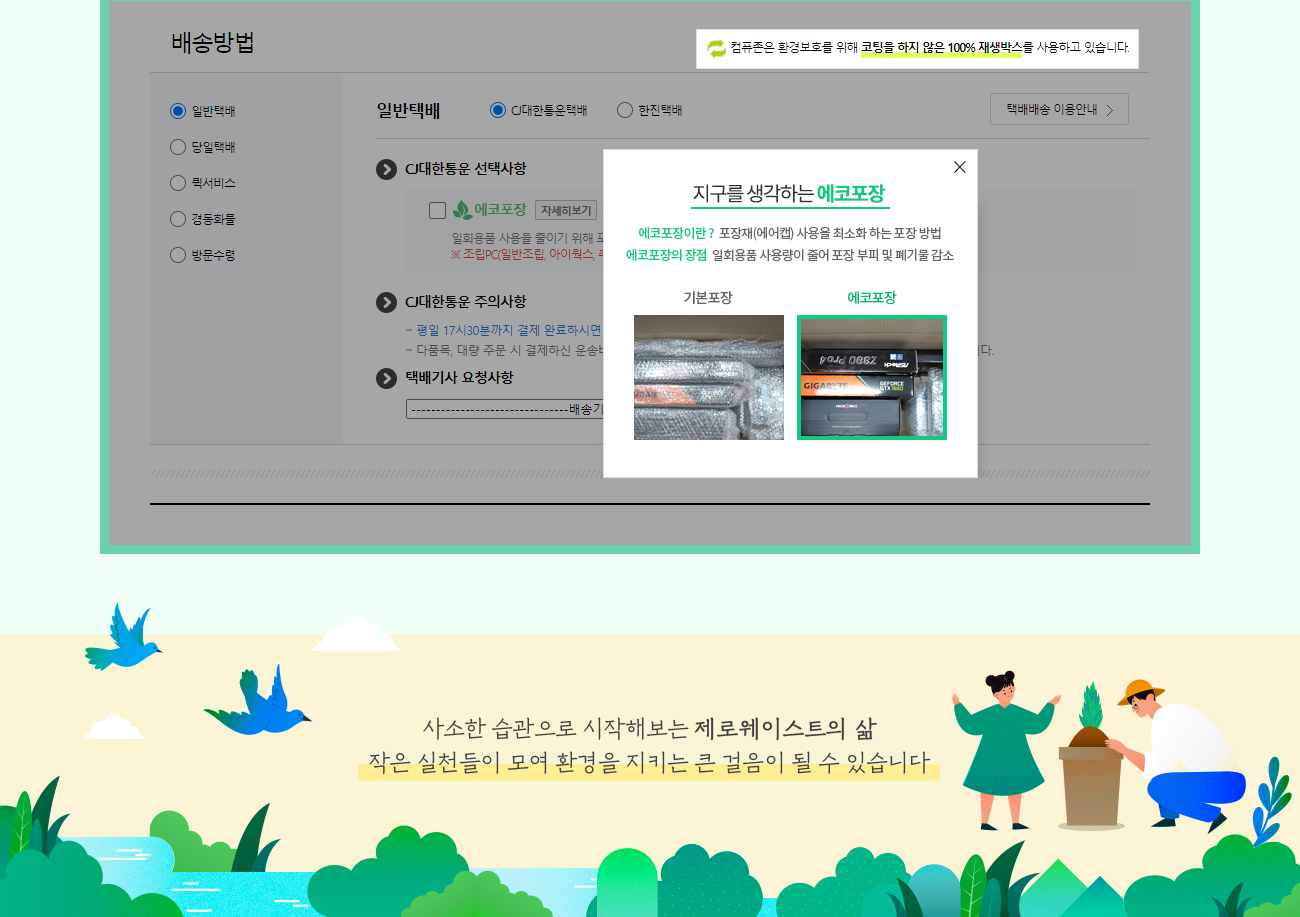 배송방법
컴퓨존은 환경보호를 위해 코팅을 하지 않은 100% 재생박스를 사용하고 있습니다.
일반택배
당일택배
퀵서비스
경동화물
방문수령
일반택배
CJ대한통운택배
한진택배
택배배송 이용안내
CJ대한통운 선택사항
에코포장
자세히보기
일회용품 사용을 줄이기 위해
※ 조립PC(일반조립, 아이웍스,
CJ대한통운 주의사항
- 평일 17시30분까지 결제 완료하시면
- 다품목, 대량 주문 시 결제하신 운송
다.
택배기사 요청사항
--------------------------------배송기
지구를 생각하는 에코포장
에코포장이란 ? 포장재(에어캡) 사용을 최소화 하는 포장 방법
에코포장의 장점 일회용품 사용량이 줄어 포장 부피 및 폐기물 감소
기본포장
에코포장
Z390 Pro4
ASRock
GIGABYTE
GEFORCE
GTX 1660
MICRONICS
사소한 습관으로 시작해보는 제로웨이스트의 삶
작은 실천들이 모여 환경을 지키는 큰 걸음이 될 수 있습니다